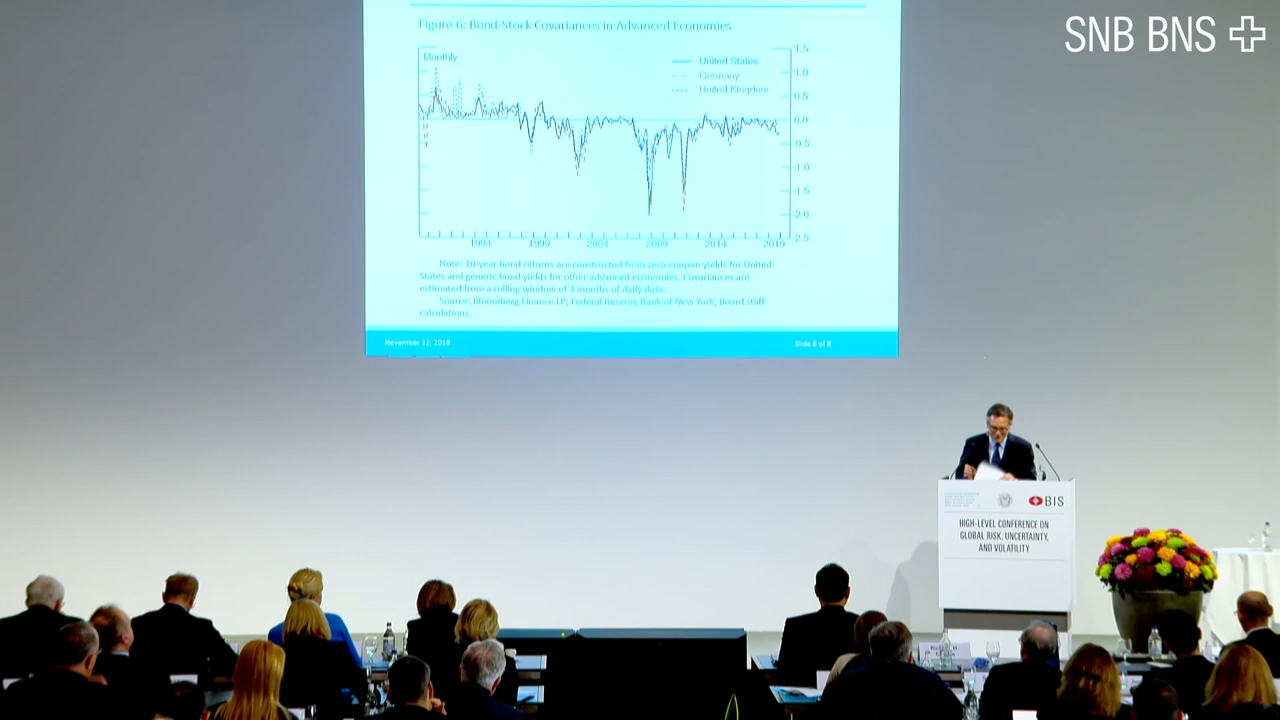 SNB BNS
Figure 6: Bond-Stock Covariances in Advanced Economies
Monthly
United States
Germany
United Kingdom
1.5
1.0
0.5
0.0
0.5
1.0
1.5
2.0
2.5
1994 1999 2004 2009 2014 2019
Note: 10-year bond returns are constructed from zero-coupon yields for United
States and generic bond yields for other advanced economies. Covariances are
estimated from a rolling window of 3 months of daily data.
Source: Bloomberg Finance LP; Federal Reserve Bank of New York; Board staff
calculations.
November 12, 2019 Slide 8 of 8
BIS
HIGH-LEVEL CONFERENCE ON
GLOBAL RISK, UNCERTAINTY,
AND VOLATILITY